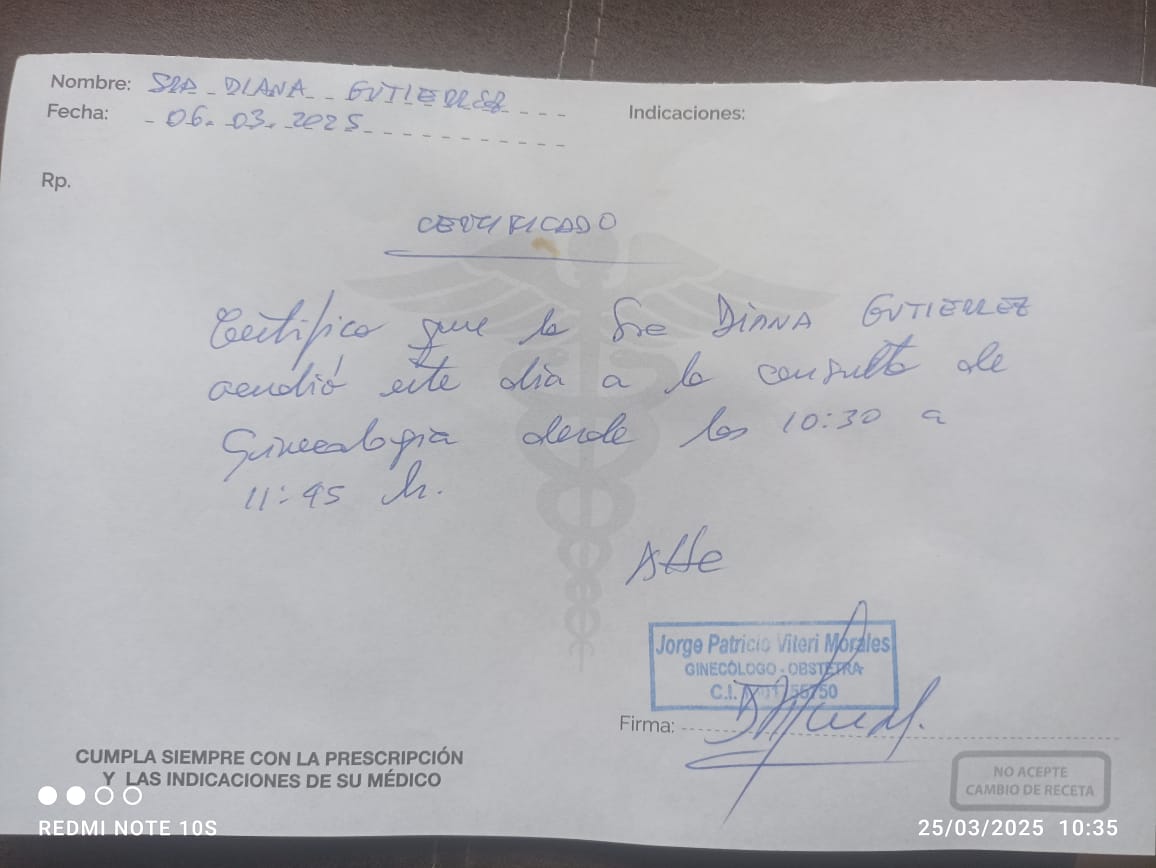 Nombre: SRA DIANA GUTIERREZ
Fecha: 06.03.2025
Indicaciones:
Rp.
CERTIFICADO
Certifico que la Sra DIANA GUTIERREZ
acudió este día a la consulta de
Ginecología desde las 10:30 a
11:45 h.
Atte
Jorge Patricio Viteri Morales
GINECÓLOGO - OBSTETRA
C.I.
Firma:
CUMPLA SIEMPRE CON LA PRESCRIPCIÓN
Y LAS INDICACIONES DE SU MÉDICO
NO ACEPTE
CAMBIO DE RECETA
REDMI NOTE 10S
25/03/2025 10:35